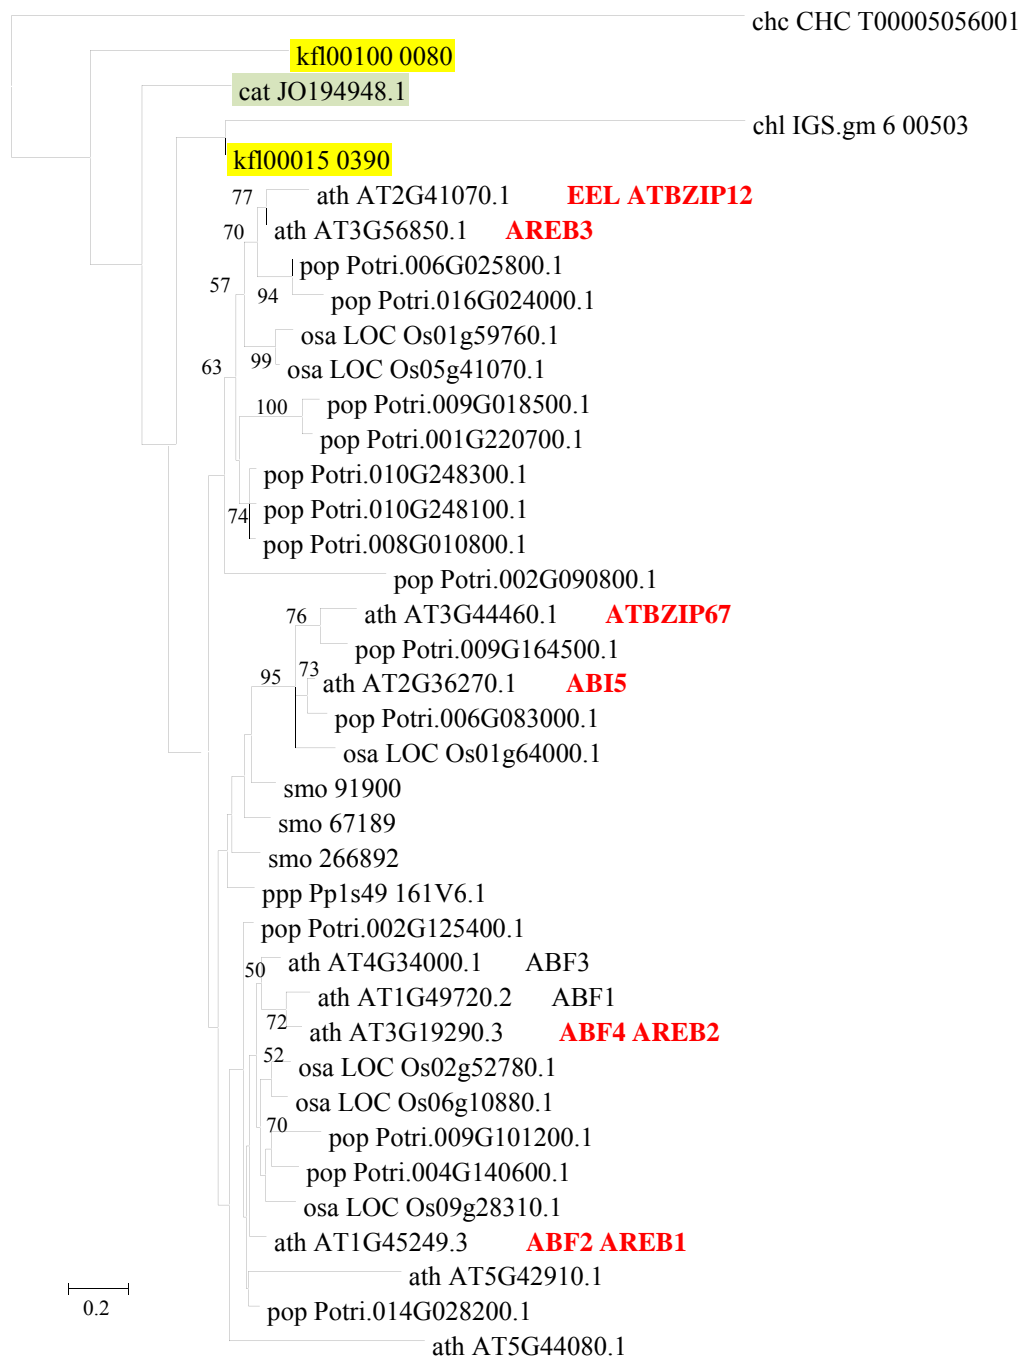 chc CHC T00005056001
kfl00100 0080
cat JO194948.1
chl IGS.gm 6 00503
kfl00015 0390
77 ath AT2G41070.1 EEL ATBZIP12
70 ath AT3G56850.1 AREB3
pop Potri.006G025800.1
57 94 pop Potri.016G024000.1
osa LOC Os01g59760.1
63 99 osa LOC Os05g41070.1
100 pop Potri.009G018500.1
pop Potri.001G220700.1
pop Potri.010G248300.1
74 pop Potri.010G248100.1
pop Potri.008G010800.1
pop Potri.002G090800.1
76 ath AT3G44460.1 ATBZIP67
pop Potri.009G164500.1
95 73 ath AT2G36270.1 ABI5
pop Potri.006G083000.1
osa LOC Os01g64000.1
smo 91900
smo 67189
smo 266892
ppp Pp1s49 161V6.1
pop Potri.002G125400.1
50 ath AT4G34000.1 ABF3
ath AT1G49720.2 ABF1
72 ath AT3G19290.3 ABF4 AREB2
52 osa LOC Os02g52780.1
osa LOC Os06g10880.1
70 pop Potri.009G101200.1
pop Potri.004G140600.1
osa LOC Os09g28310.1
ath AT1G45249.3 ABF2 AREB1
ath AT5G42910.1
0.2 pop Potri.014G028200.1
ath AT5G44080.1